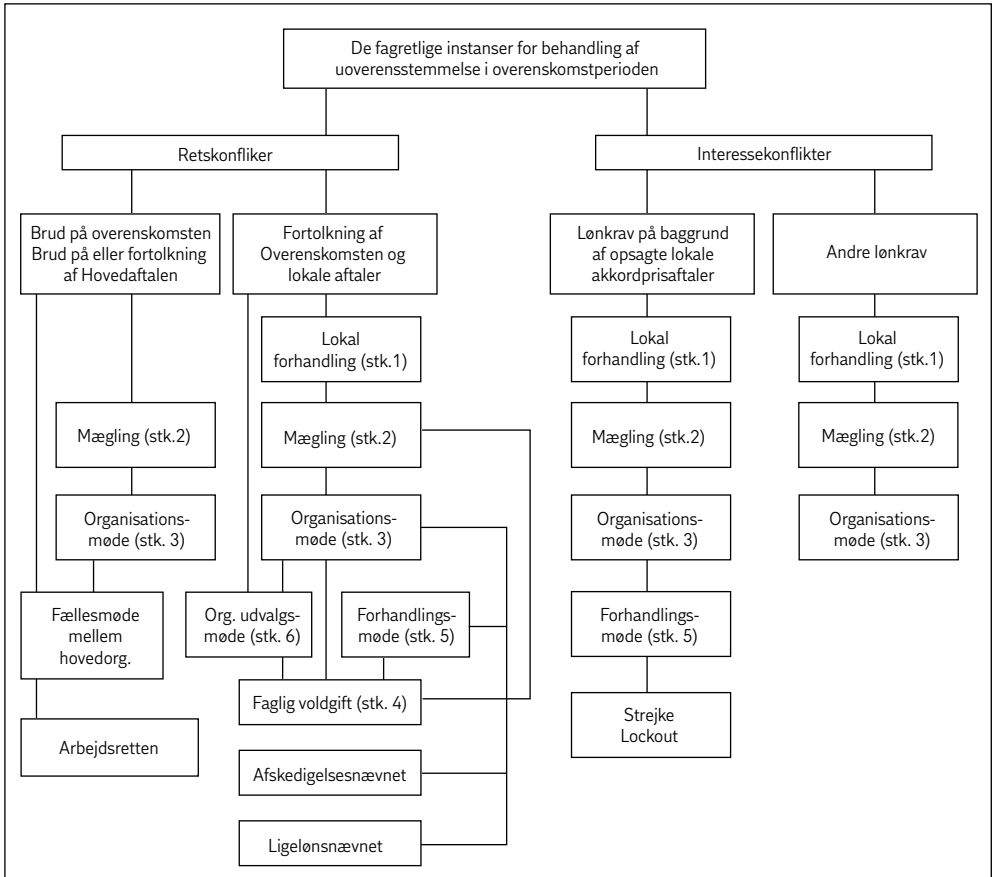 De fagretlige instanser for behandling af
uoverensstemmelse i overenskomstperioden
Retskonfliker
Interessekonflikter
Brud på overenskomsten
Brud på eller fortolkning
af Hovedaftalen
Fortolkning af
Overenskomsten og
lokale aftaler
Lønkrav på baggrund
af opsagte lokale
akkordprisaftaler
Andre lønkrav
Lokal
forhandling (stk.1)
Lokal
forhandling (stk.1)
Lokal
forhandling (stk.1)
Mægling (stk.2)
Mægling (stk.2)
Mægling (stk.2)
Mægling (stk.2)
Organisations-
møde (stk. 3)
Organisations-
møde (stk. 3)
Organisations-
møde (stk. 3)
Organisations-
møde (stk. 3)
Fællesmøde
mellem
hovedorg.
Org. udvalgs-
møde (stk. 6)
Forhandlings-
møde (stk. 5)
Forhandlings-
møde (stk. 5)
Faglig voldgift (stk. 4)
Strejke
Lockout
Arbejdsretten
Afskedigelsesnævnet
Ligelønsnævnet